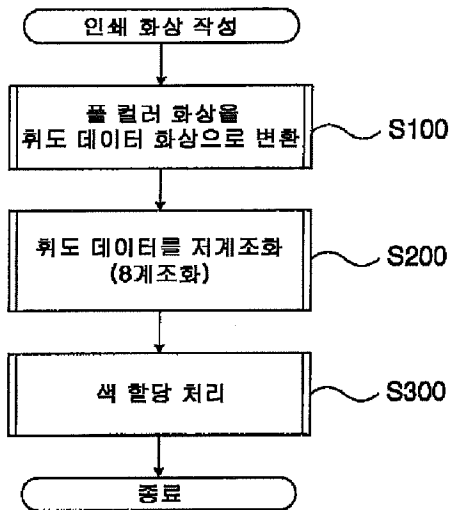 인쇄 화상 작성
풀 컬러 화상을
휘도 데이터 화상으로 변환
S100
휘도 데이터를 저계조화
(8계조화)
S200
색 할당 처리
S300
종료